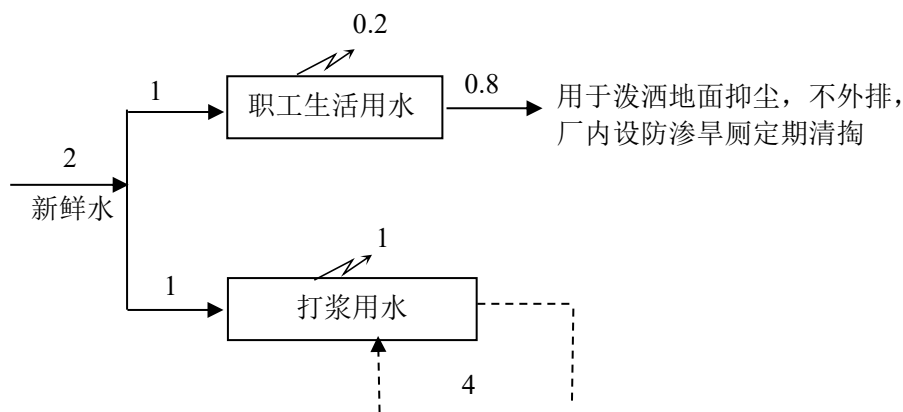 0.2
1
职工生活用水
0.8
用于泼洒地面抑尘，不外排，
厂内设防渗旱厕定期清掏
2
新鲜水
1
1
打浆用水
4